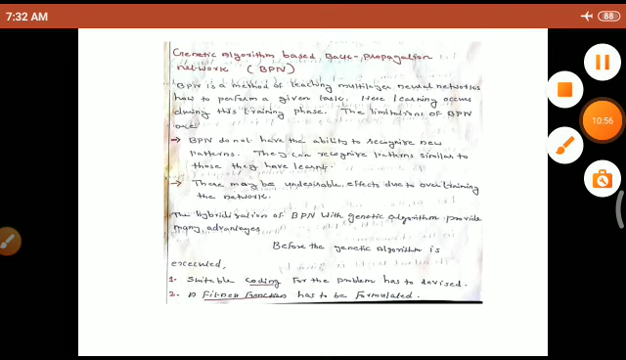 7:32 AM
88
Genetic algorithm based Back-propagation
network (BPN)
BPN is a method of teaching multilayer neural networks
how to perform a given task. Here learning occurs
during this training phase. The limitations of BPN
are
→ BPN do not have the ability to recognize new
patterns. They can recognize patterns similar to
those they have learnt.
→ There may be undesirable effects due to over training
the network.
The hybridization of BPN with genetic algorithm provide
many advantages
Before the genetic algorithm is
executed,
1. Suitable coding for the problem has to devised.
2. A Fitness function has to be formulated.
10:56